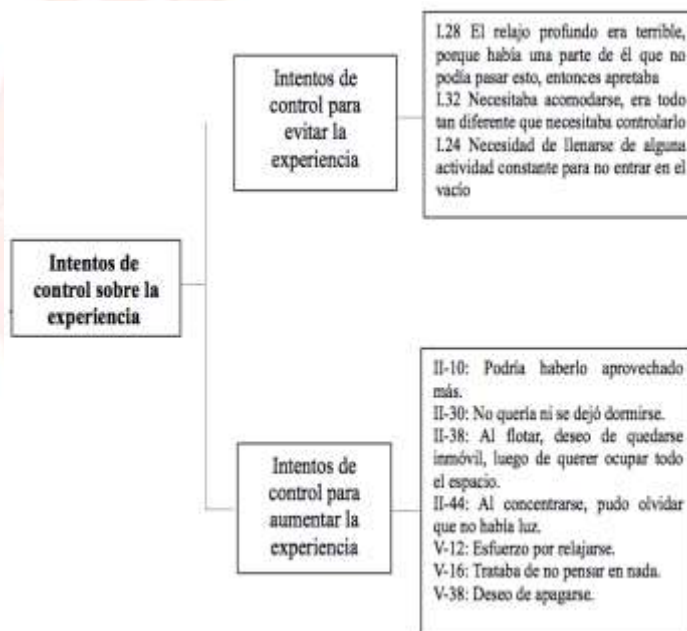 I.28 El relajo profundo era terrible,
porque había una parte de él que no
podía pasar esto, entonces apretaba
I.32 Necesitaba acomodarse, era todo
tan diferente que necesitaba controlarlo
I.24 Necesidad de llenarse de alguna
actividad constante para no entrar en el
vacío
Intentos de
control para
evitar la
experiencia
Intentos de
control sobre la
experiencia
Intentos de
control para
aumentar la
experiencia
II-10: Podría haberlo aprovechado
más.
II-30: No quería ni se dejó dormirse.
II-38: Al flotar, deseo de quedarse
inmóvil, luego de querer ocupar todo
el espacio.
II-44: Al concentrarse, pudo olvidar
que no había luz.
V-12: Esfuerzo por relajarse.
V-16: Trataba de no pensar en nada.
V-38: Deseo de apagarse.